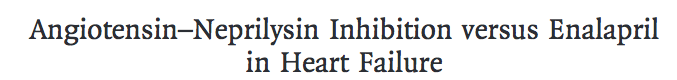 Angiotensin–Neprilysin Inhibition versus Enalapril
in Heart Failure